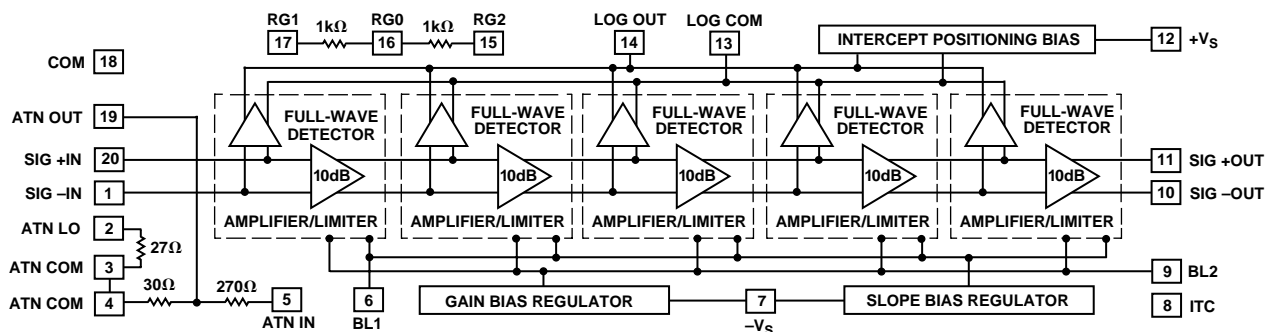 RG1
1kΩ
RG0
1kΩ
RG2
LOG OUT
LOG COM
17
16
15
14
13
INTERCEPT POSITIONING BIAS
12
+VS
COM
18
FULL-WAVE
DETECTOR
FULL-WAVE
DETECTOR
FULL-WAVE
DETECTOR
FULL-WAVE
DETECTOR
FULL-WAVE
DETECTOR
ATN OUT
19
SIG +IN
20
11
SIG +OUT
10dB
10dB
10dB
10dB
10dB
SIG –IN
1
10
SIG –OUT
AMPLIFIER/LIMITER
AMPLIFIER/LIMITER
AMPLIFIER/LIMITER
AMPLIFIER/LIMITER
AMPLIFIER/LIMITER
ATN LO
2
27Ω
ATN COM
3
9
BL2
30Ω
270Ω
ATN COM
4
5
ATN IN
6
BL1
GAIN BIAS REGULATOR
7
–VS
SLOPE BIAS REGULATOR
8
ITC